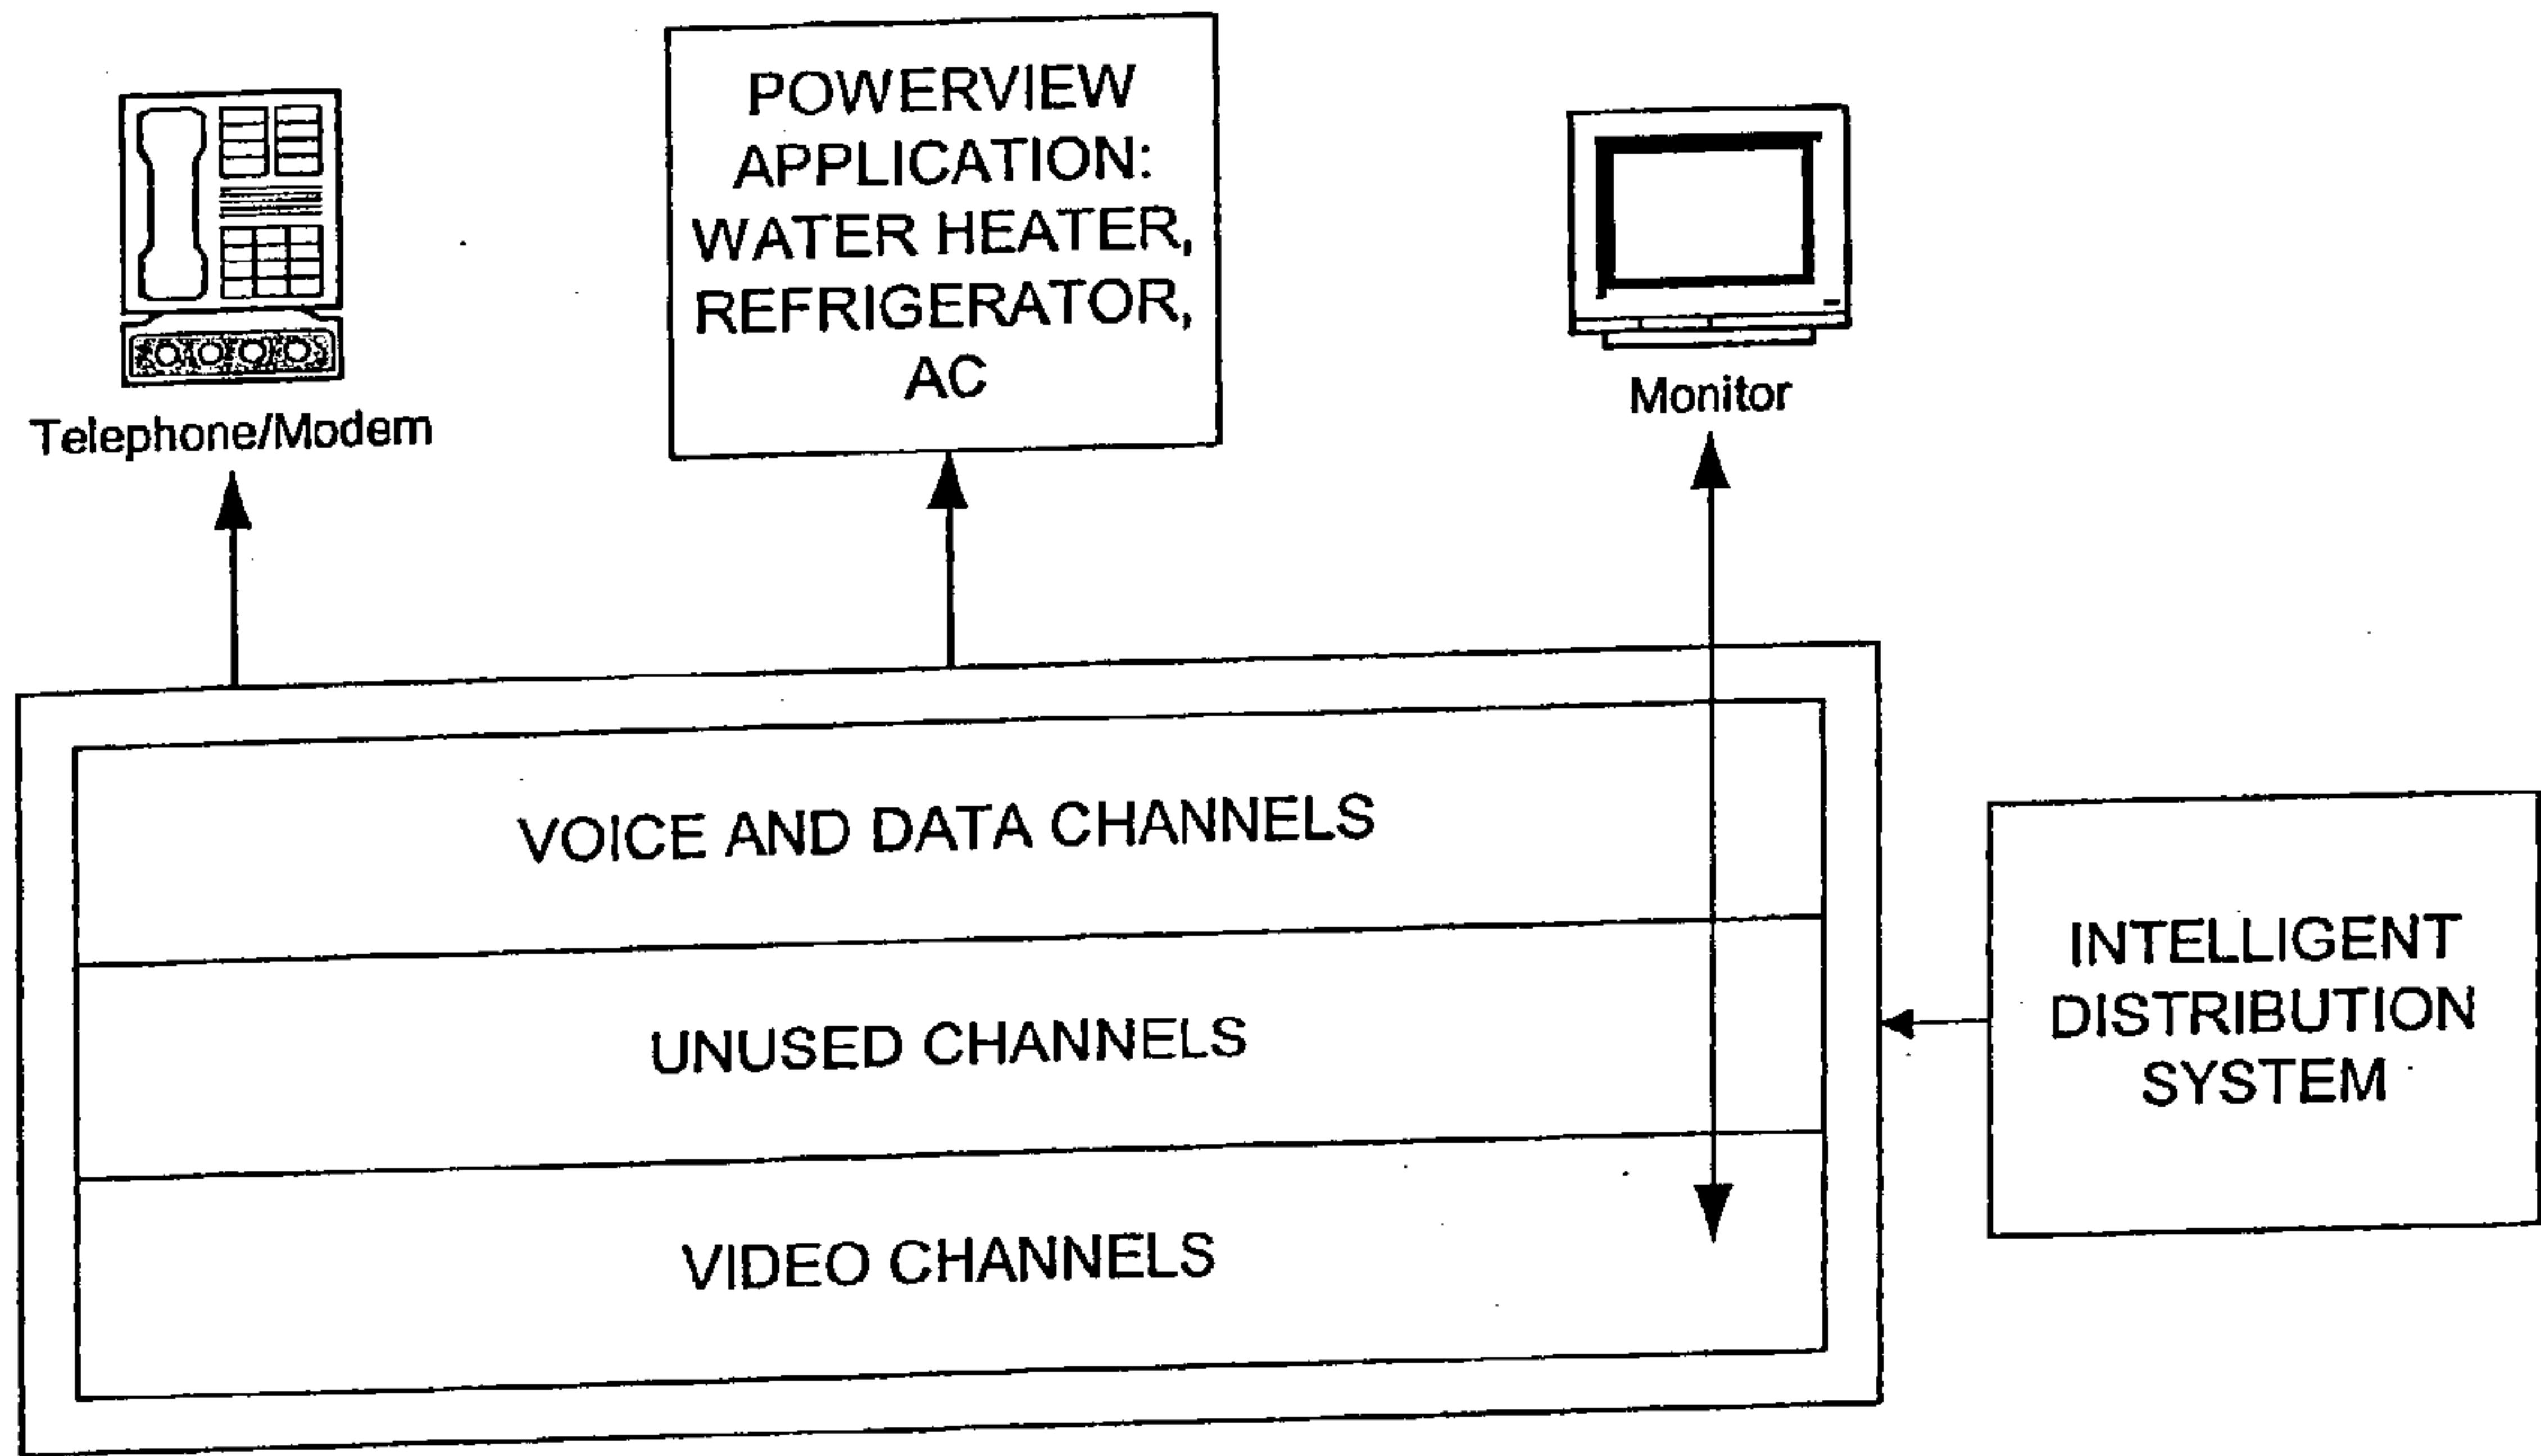 POWERVIEW
APPLICATION:
WATER HEATER,
REFRIGERATOR,
AC
Telephone/Modem
Monitor
VOICE AND DATA CHANNELS
UNUSED CHANNELS
VIDEO CHANNELS
INTELLIGENT
DISTRIBUTION
SYSTEM